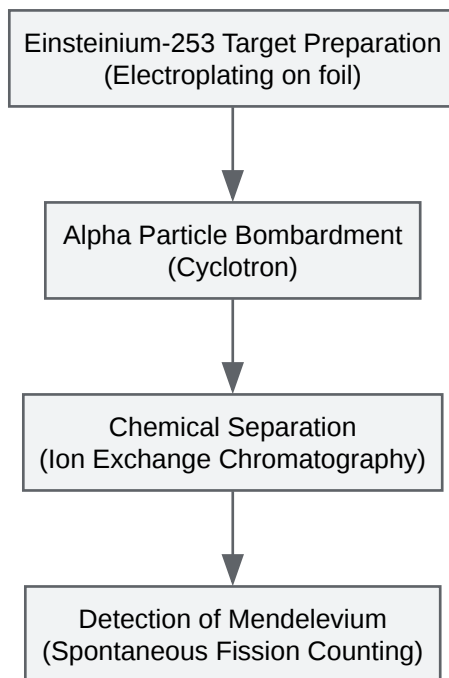 Einsteinium-253 Target Preparation
(Electroplating on foil)
Alpha Particle Bombardment
(Cyclotron)
Chemical Separation
(Ion Exchange Chromatography)
Detection of Mendelevium
(Spontaneous Fission Counting)